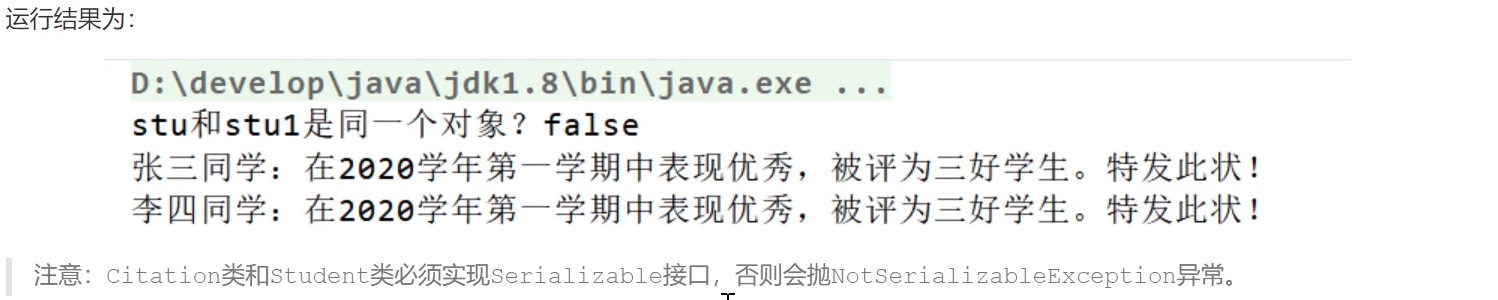 运行结果为：
D:\develop\java\jdk1.8\bin\java.exe ...
stu和stu1是同一个对象？false
张三同学：在2020学年第一学期中表现优秀，被评为三好学生。特发此状！
李四同学：在2020学年第一学期中表现优秀，被评为三好学生。特发此状！
注意：Citation类和Student类必须实现Serializable接口，否则会抛NotSerializableException异常。